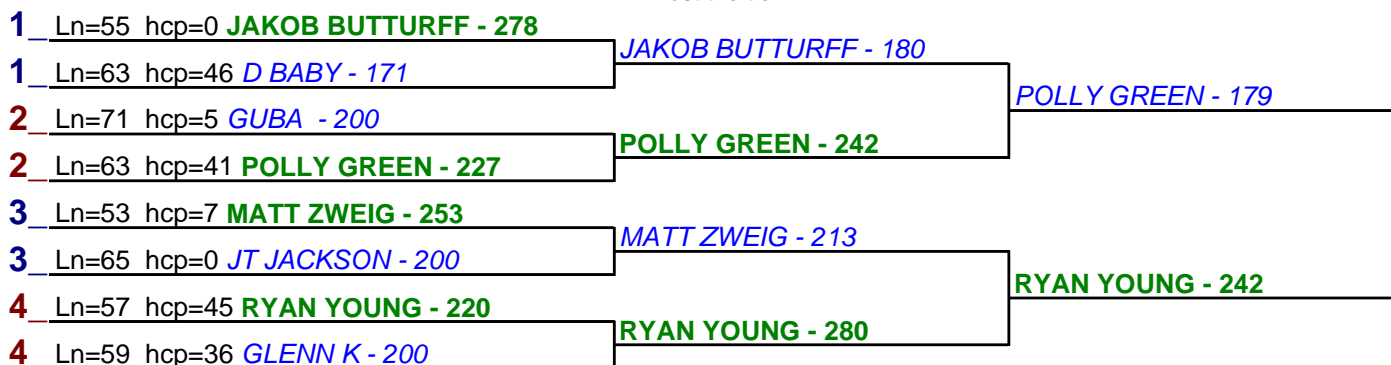 1_ Ln=55 hcp=0 JAKOB BUTTURFF - 278
JAKOB BUTTURFF - 180
1_ Ln=63 hcp=46 D BABY - 171
POLLY GREEN - 179
2_ Ln=71 hcp=5 GUBA - 200
POLLY GREEN - 242
2_ Ln=63 hcp=41 POLLY GREEN - 227
3_ Ln=53 hcp=7 MATT ZWEIG - 253
MATT ZWEIG - 213
3_ Ln=65 hcp=0 JT JACKSON - 200
RYAN YOUNG - 242
4_ Ln=57 hcp=45 RYAN YOUNG - 220
RYAN YOUNG - 280
4 Ln=59 hcp=36 GLENN K - 200